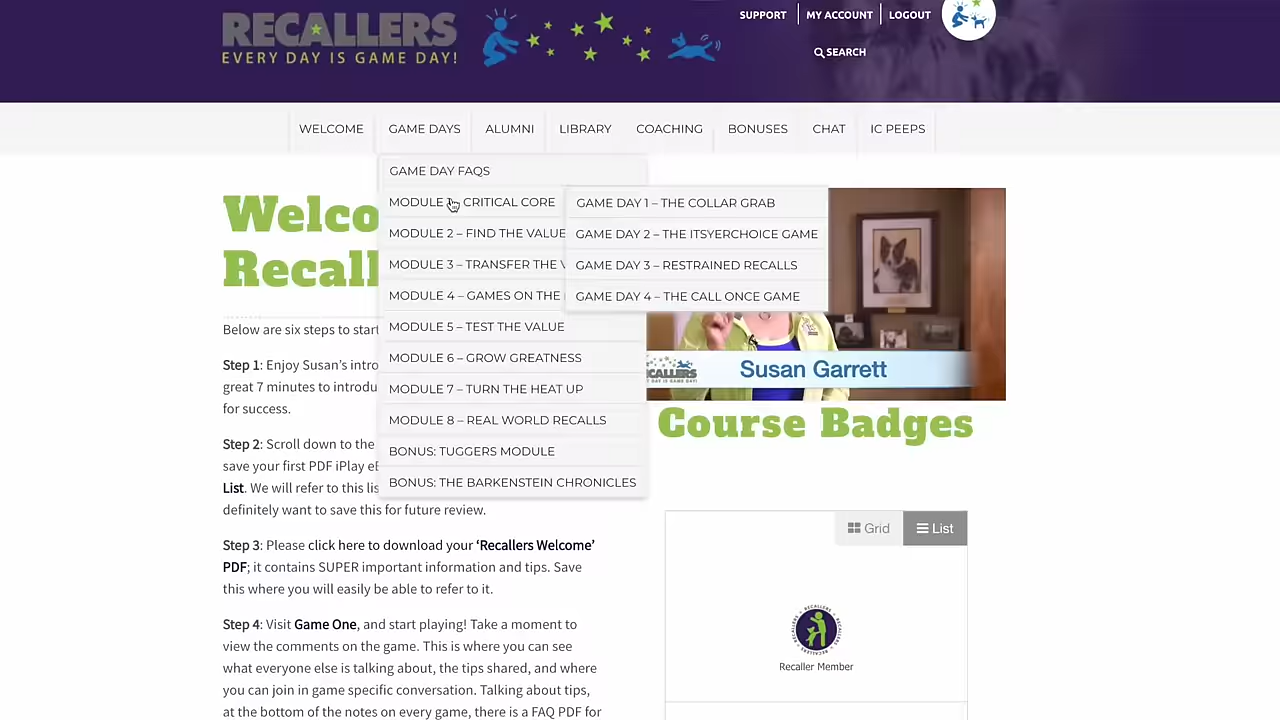 RECALLERS
EVERY DAY IS GAME DAY!
SUPPORT
MY ACCOUNT
LOGOUT
SEARCH
WELCOME
GAME DAYS
ALUMNI
LIBRARY
COACHING
BONUSES
CHAT
IC PEEPS
GAME DAY FAQS
MODULE CRITICAL CORE
MODULE 2 – FIND THE VALUE
MODULE 3 – TRANSFER THE
MODULE 4 – GAMES ON THE
MODULE 5 – TEST THE VALUE
MODULE 6 – GROW GREATNESS
MODULE 7 – TURN THE HEAT UP
MODULE 8 – REAL WORLD RECALLS
BONUS: TUGGERS MODULE
BONUS: THE BARKENSTEIN CHRONICLES
GAME DAY 1 – THE COLLAR GRAB
GAME DAY 2 – THE ITSYERCHOICE GAME
GAME DAY 3 – RESTRAINED RECALLS
GAME DAY 4 – THE CALL ONCE GAME
Welco
Recall
Below are six steps to start
Step 1: Enjoy Susan's intro
great 7 minutes to introdu
for success.
Step 2: Scroll down to the
save your first PDF iPlay eB
List. We will refer to this lis
definitely want to save this for future review.
Step 3: Please click here to download your ‘Recallers Welcome’
PDF; it contains SUPER important information and tips. Save
this where you will easily be able to refer to it.
Step 4: Visit Game One, and start playing! Take a moment to
view the comments on the game. This is where you can see
what everyone else is talking about, the tips shared, and where
you can join in game specific conversation. Talking about tips,
at the bottom of the notes on every game, there is a FAQ PDF for
Susan Garrett
Course Badges
Grid
List
Recaller Member